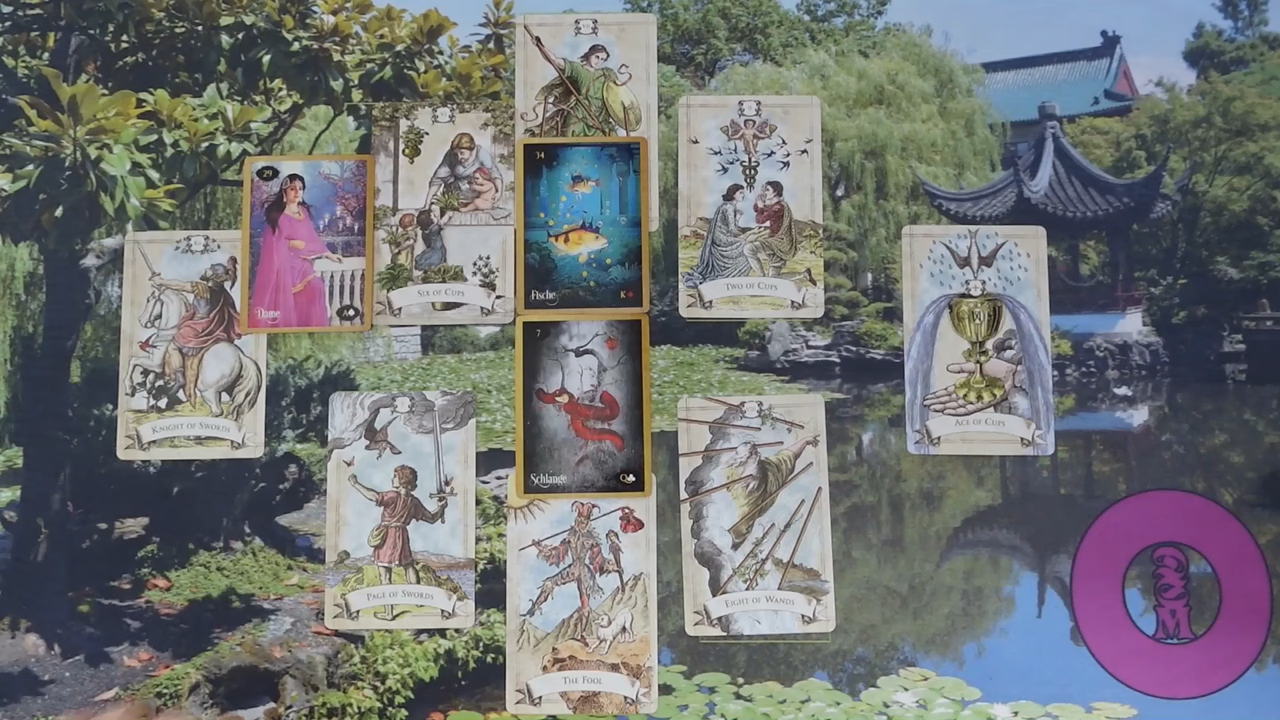 29
Dame
SIX OF CUPS
34
Fische
K
TWO OF CUPS
KNIGHT OF SWORDS
7
Schlange
Q
ACE OF CUPS
PAGE OF SWORDS
THE FOOL
EIGHT OF WANDS